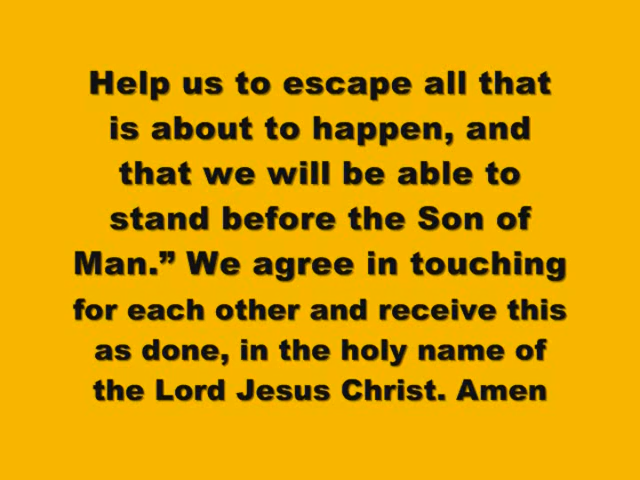 Help us to escape all that
is about to happen, and
that we will be able to
stand before the Son of
Man.” We agree in touching
for each other and receive this
as done, in the holy name of
the Lord Jesus Christ. Amen